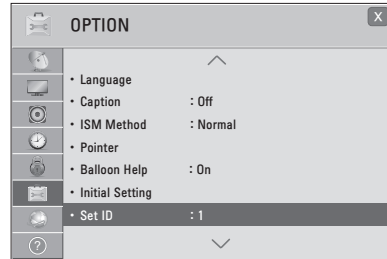 OPTION
X
• Language
• Caption : Off
• ISM Method : Normal
• Pointer
• Balloon Help : On
• Initial Setting
• Set ID : 1
?